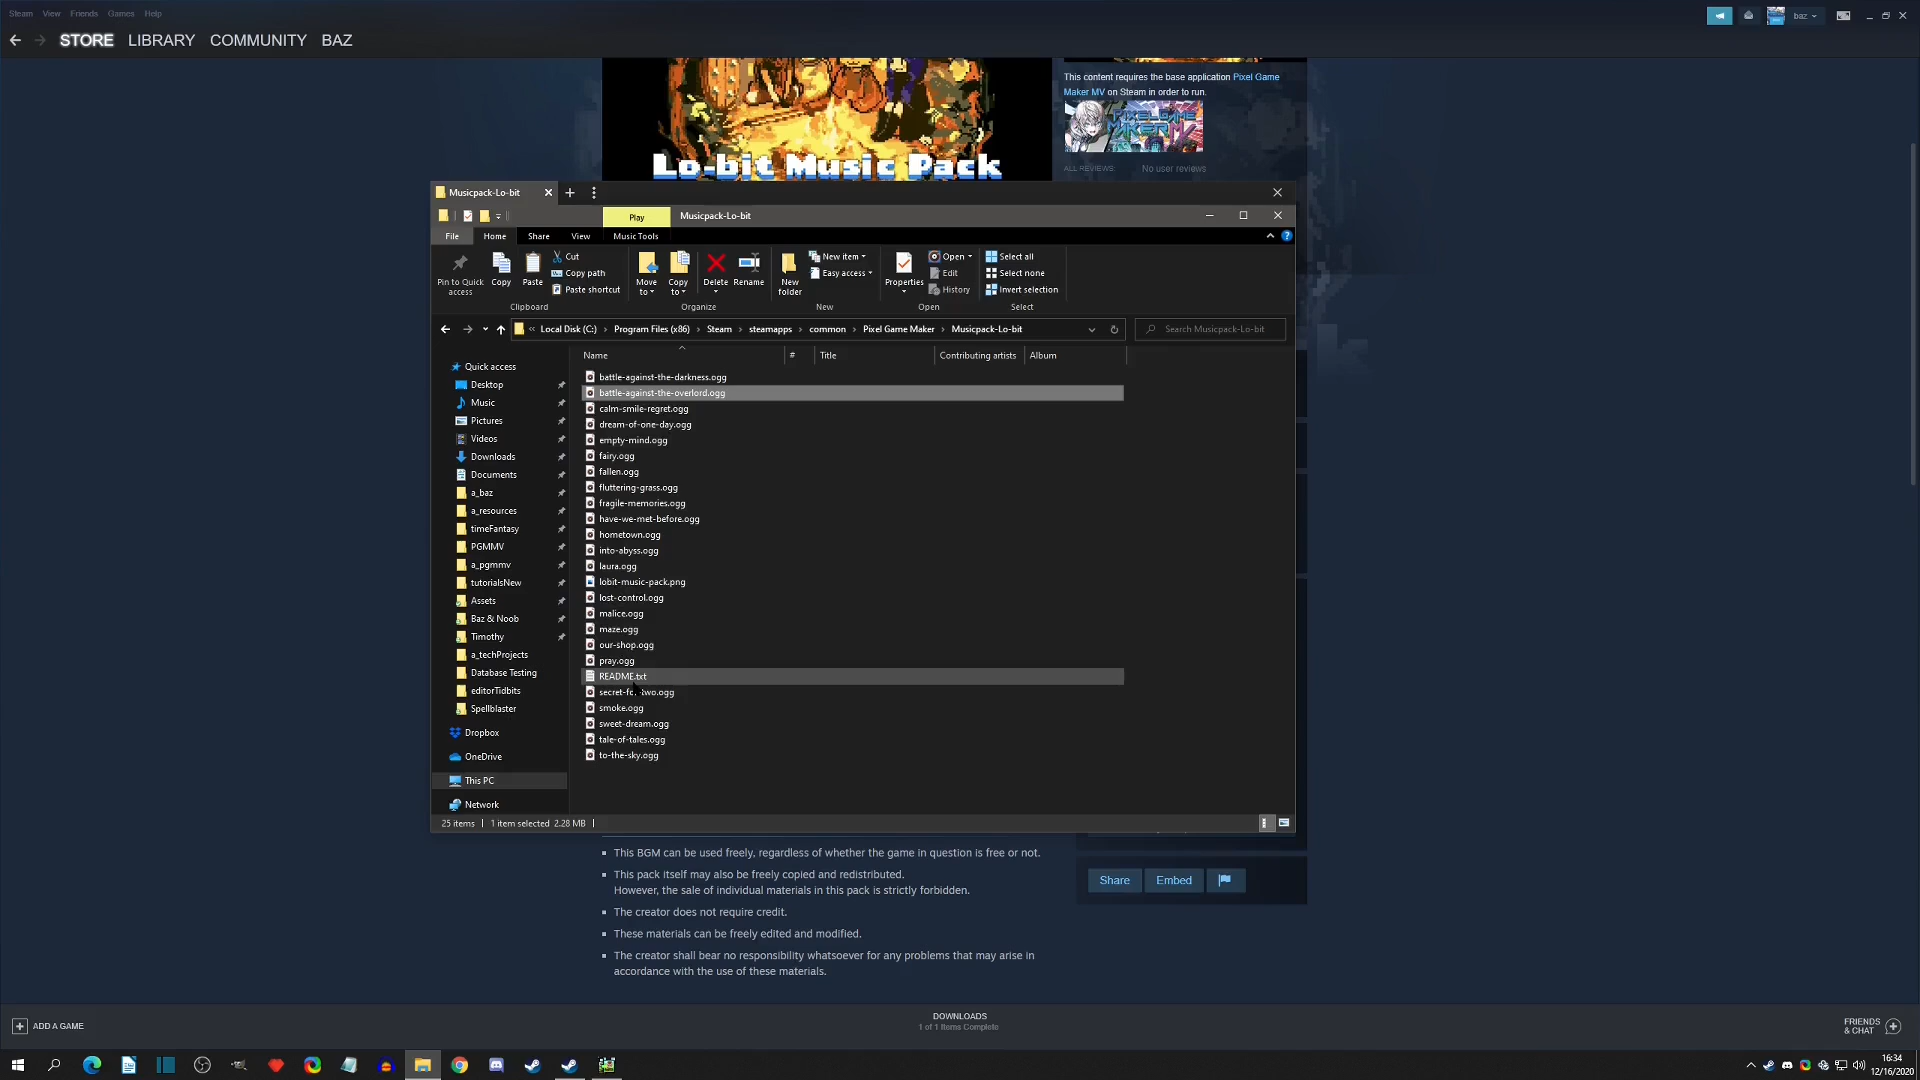 Steam View Friends Games Help
baz
STORE LIBRARY COMMUNITY BAZ
Lo-bit Music Pack
This content requires the base application Pixel Game
Maker MV on Steam in order to run.
PIXEL GAME
MAKER MV
ALL REVIEWS: No user reviews
Musicpack-Lo-bit
Play Musicpack-Lo-bit
File Home Share View Music Tools
Pin to Quick
access
Copy
Paste
Cut
Copy path
Paste shortcut
Clipboard
Move
to
Copy
to
Delete
Rename
Organize
New
folder
New item
Easy access
New
Properties
Open
Edit
History
Open
Select all
Select none
Invert selection
Select
« Local Disk (C:) › Program Files (x86) › Steam › steamapps › common › Pixel Game Maker › Musicpack-Lo-bit
Search Musicpack-Lo-bit
Quick access
Desktop
Music
Pictures
Videos
Downloads
Documents
a_baz
a_resources
timeFantasy
PGMMV
a_pgmmv
tutorialsNew
Assets
Baz & Noob
Timothy
a_techProjects
Database Testing
editorTidbits
Spellblaster
Dropbox
OneDrive
This PC
Network
Name # Title Contributing artists Album
battle-against-the-darkness.ogg
battle-against-the-overlord.ogg
calm-smile-regret.ogg
dream-of-one-day.ogg
empty-mind.ogg
fairy.ogg
fallen.ogg
fluttering-grass.ogg
fragile-memories.ogg
have-we-met-before.ogg
hometown.ogg
into-abyss.ogg
laura.ogg
lobit-music-pack.png
lost-control.ogg
malice.ogg
maze.ogg
our-shop.ogg
pray.ogg
README.txt
secret-for-two.ogg
smoke.ogg
sweet-dream.ogg
tale-of-tales.ogg
to-the-sky.ogg
25 items 1 item selected 2.28 MB
This BGM can be used freely, regardless of whether the game in question is free or not.
This pack itself may also be freely copied and redistributed.
However, the sale of individual materials in this pack is strictly forbidden.
The creator does not require credit.
These materials can be freely edited and modified.
The creator shall bear no responsibility whatsoever for any problems that may arise in
accordance with the use of these materials.
Share Embed
ADD A GAME
DOWNLOADS
1 of 1 Items Complete
FRIENDS
& CHAT
16:34
12/16/2020